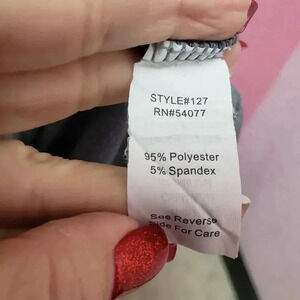 STYLE#127
RN#54077
95% Polyester
5% Spandex
See Reverse
Side For Care